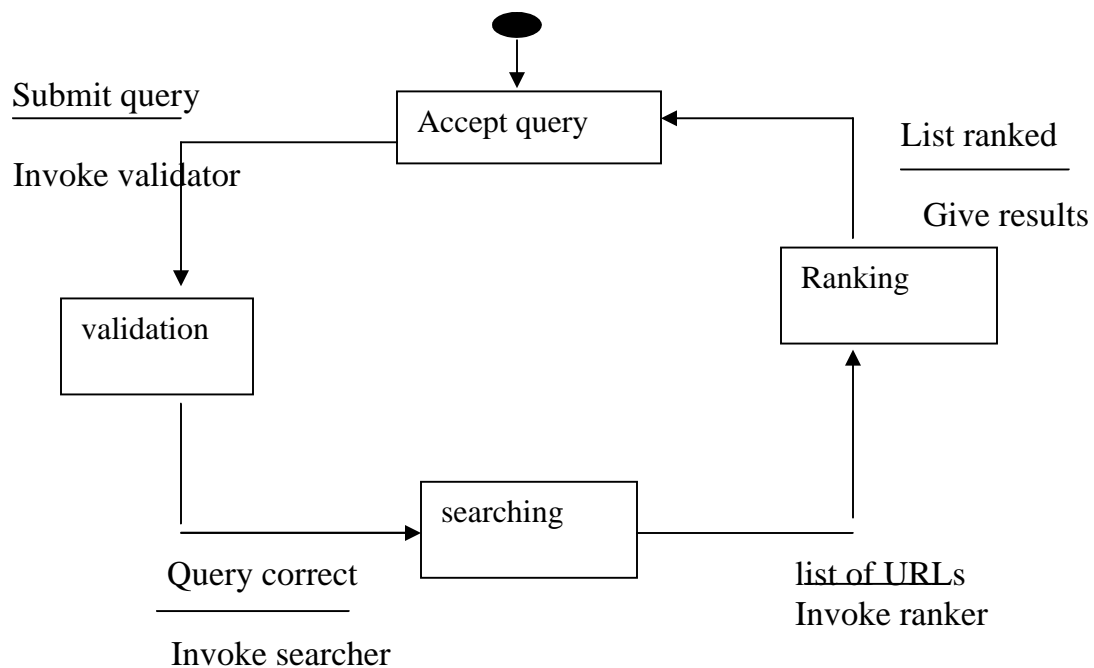 Submit query
Accept query
List ranked
Invoke validator
Give results
Ranking
validation
searching
Query correct
list of URLs
Invoke ranker
Invoke searcher